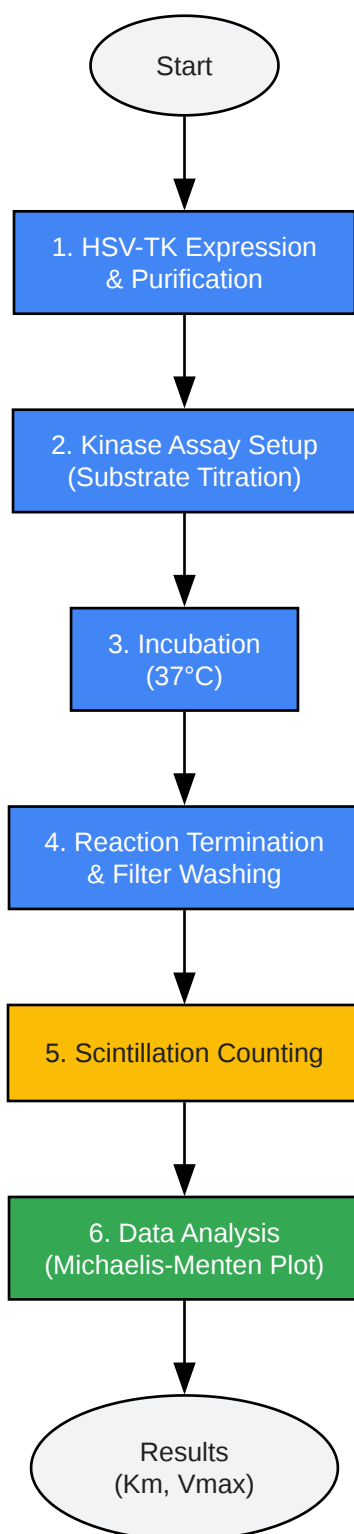 Start
1. HSV-TK Expression
& Purification
2. Kinase Assay Setup
(Substrate Titration)
3. Incubation
(37°C)
4. Reaction Termination
& Filter Washing
5. Scintillation Counting
6. Data Analysis
(Michaelis-Menten Plot)
Results
(Km, Vmax)